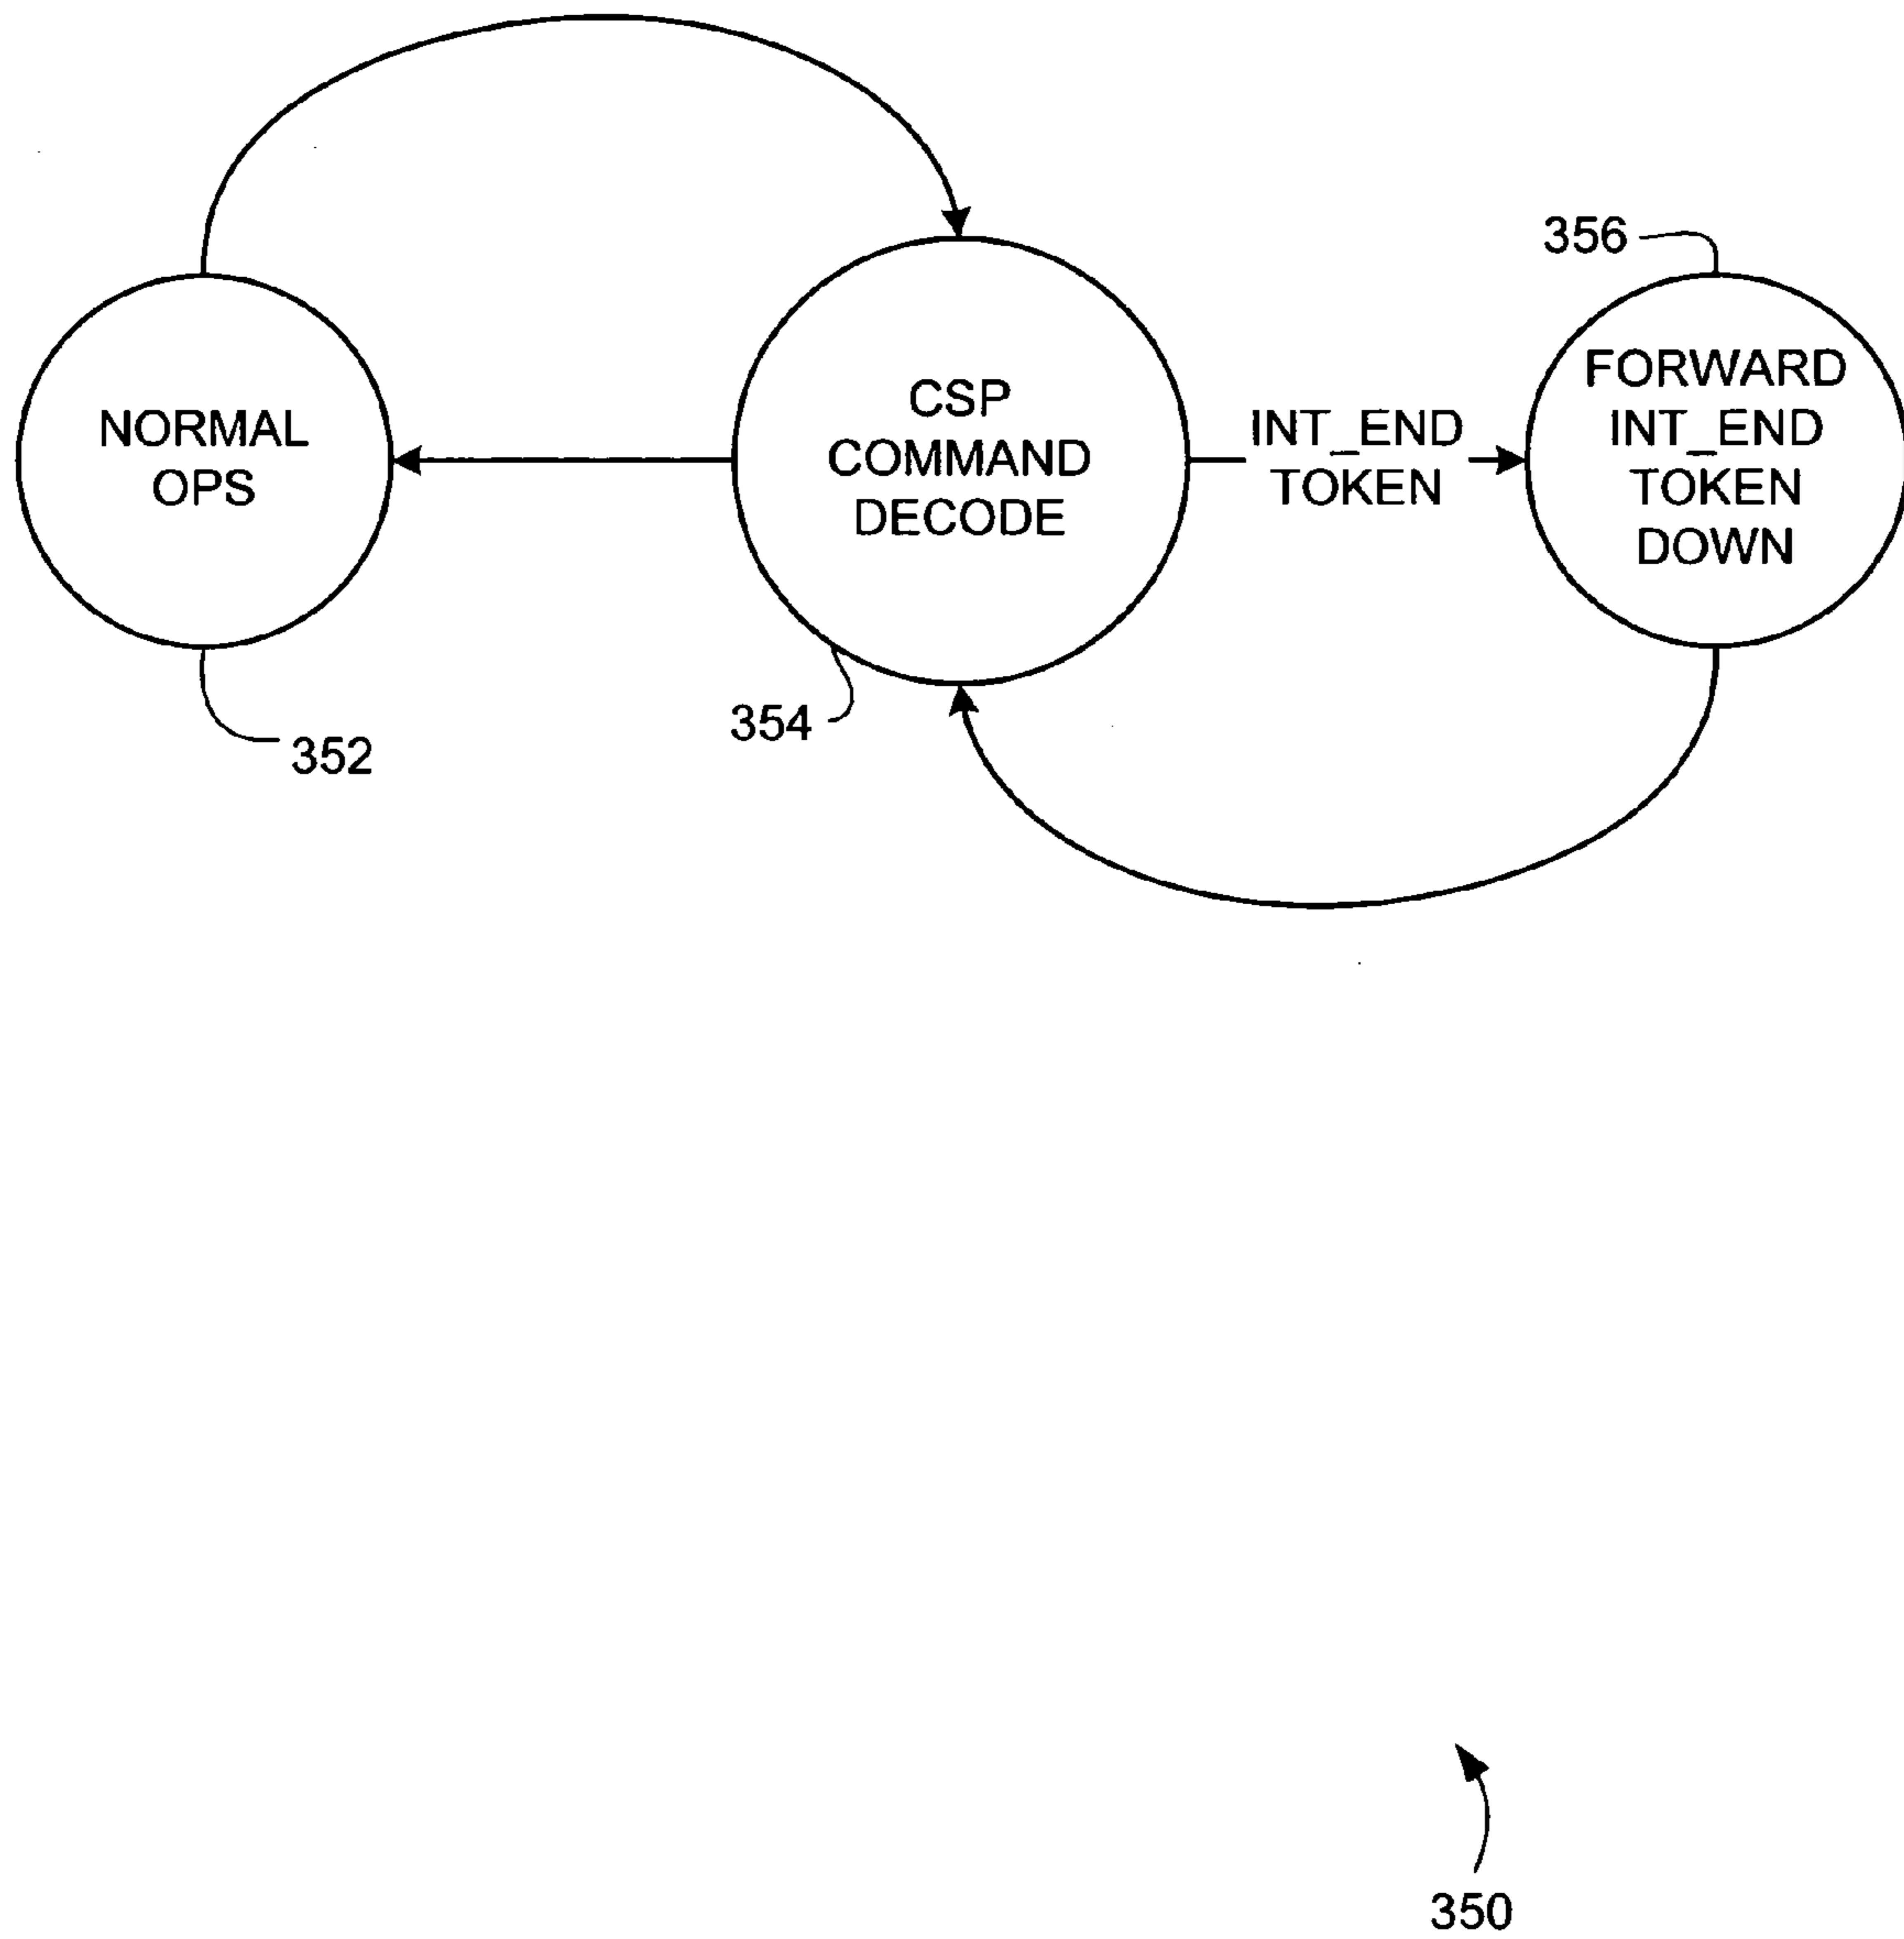 356
NORMAL
OPS
CSP
COMMAND
DECODE
INT_END
TOKEN
FORWARD
INT_END
TOKEN
DOWN
352
354
350